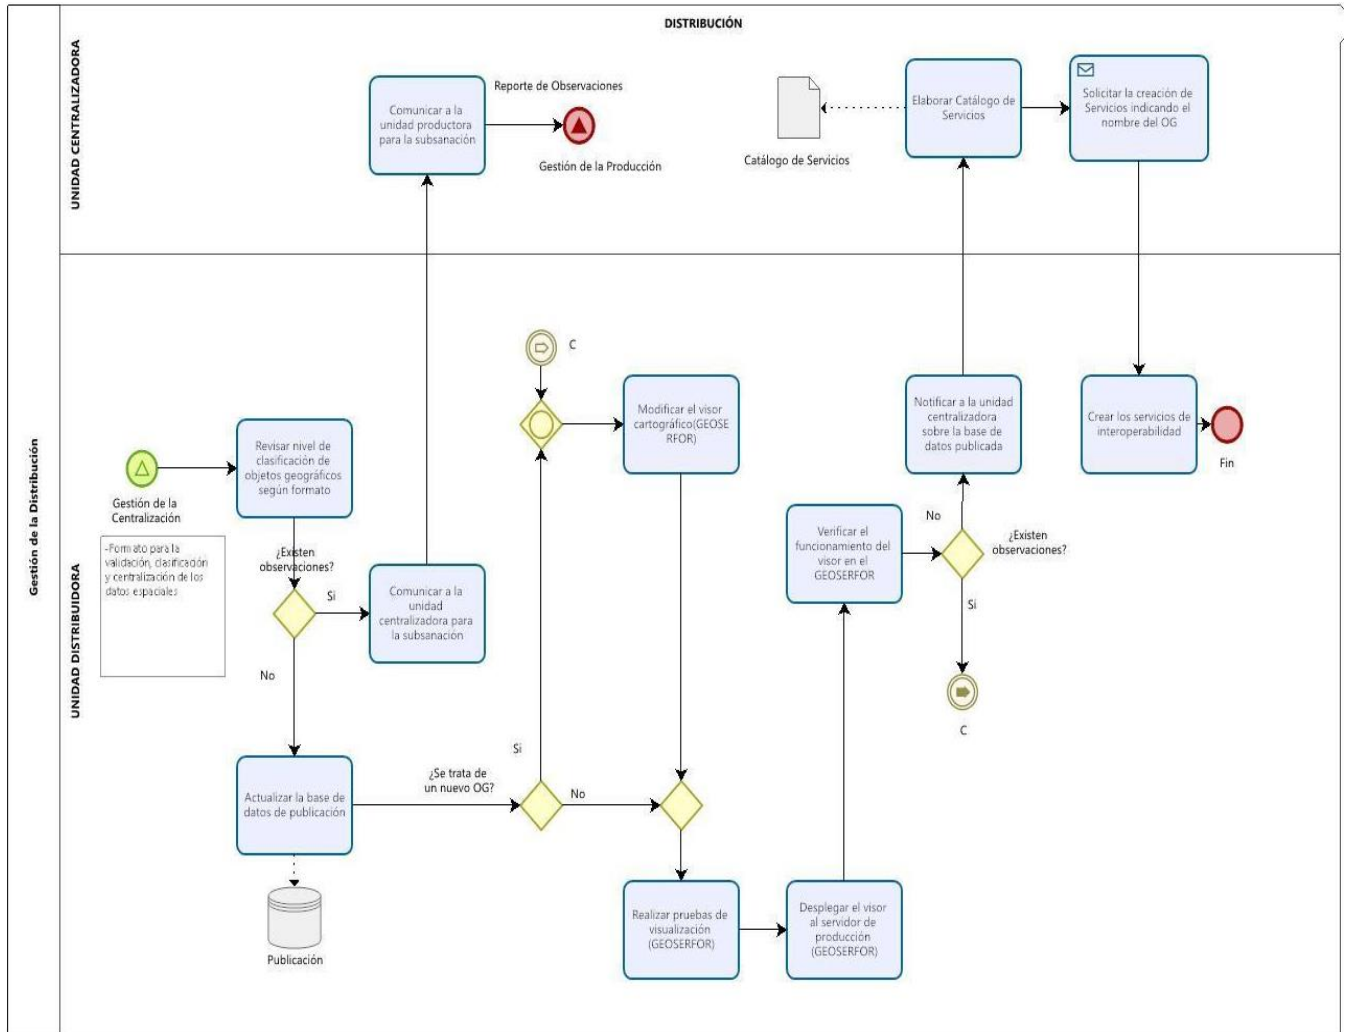 DISTRIBUCIÓN
Gestión de la Distribución
UNIDAD CENTRALIZADORA
Comunicar a la
unidad productora
para la subsanación
Reporte de Observaciones
Gestión de la Producción
Catálogo de Servicios
Elaborar Catálogo de
Servicios
Solicitar la creación de
Servicios indicando el
nombre del OG
UNIDAD DISTRIBUIDORA
Gestión de la
Centralización
-Formato para la
validación, clasificación
y centralización de los
datos espaciales
Revisar nivel de
clasificación de
objetos geográficos
según formato
¿Existen
observaciones?
Si
No
Comunicar a la
unidad
centralizadora para
la subsanación
Actualizar la base de
datos de publicación
Publicación
¿Se trata de
un nuevo OG?
Si
No
C
Modificar el visor
cartográfico(GEOSE
RFOR)
Realizar pruebas de
visualización
(GEOSERFOR)
Desplegar el visor
al servidor de
producción
(GEOSERFOR)
Verificar el
funcionamiento del
visor en el
GEOSERFOR
¿Existen
observaciones?
No
Si
C
Notificar a la unidad
centralizadora
sobre la base de
datos publicada
Crear los servicios de
interoperabilidad
Fin